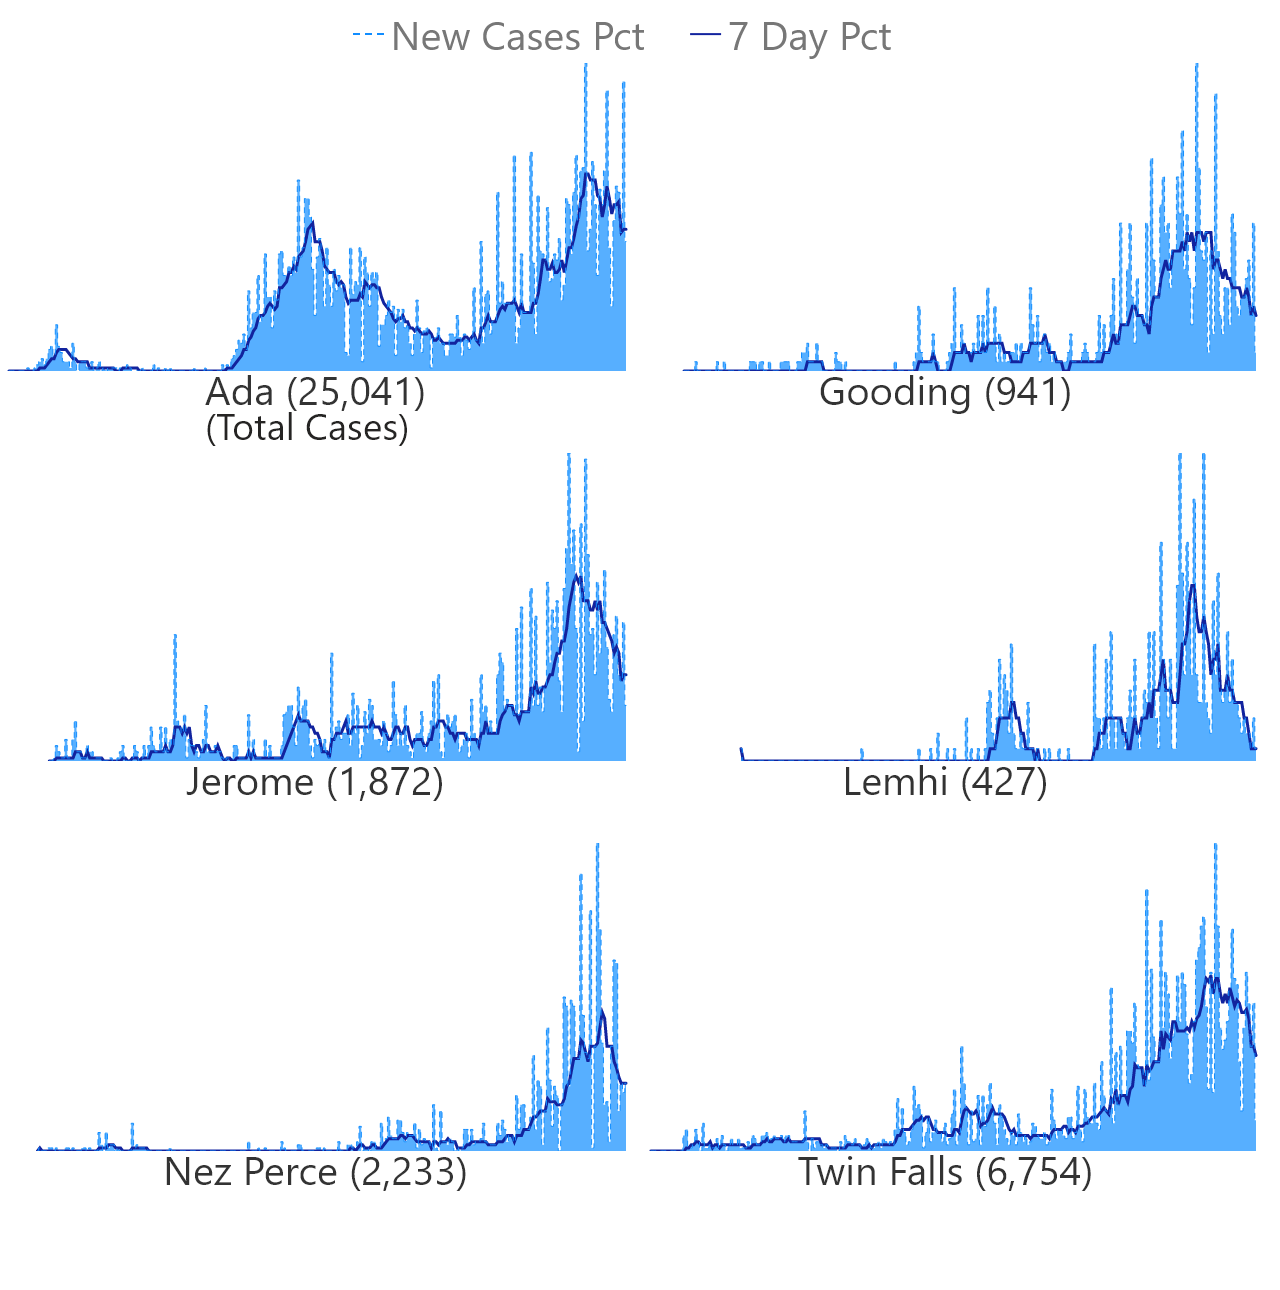 New Cases Pct 7 Day Pct
Ada (25,041)
(Total Cases)
Gooding (941)
Jerome (1,872)
Lemhi (427)
Nez Perce (2,233)
Twin Falls (6,754)